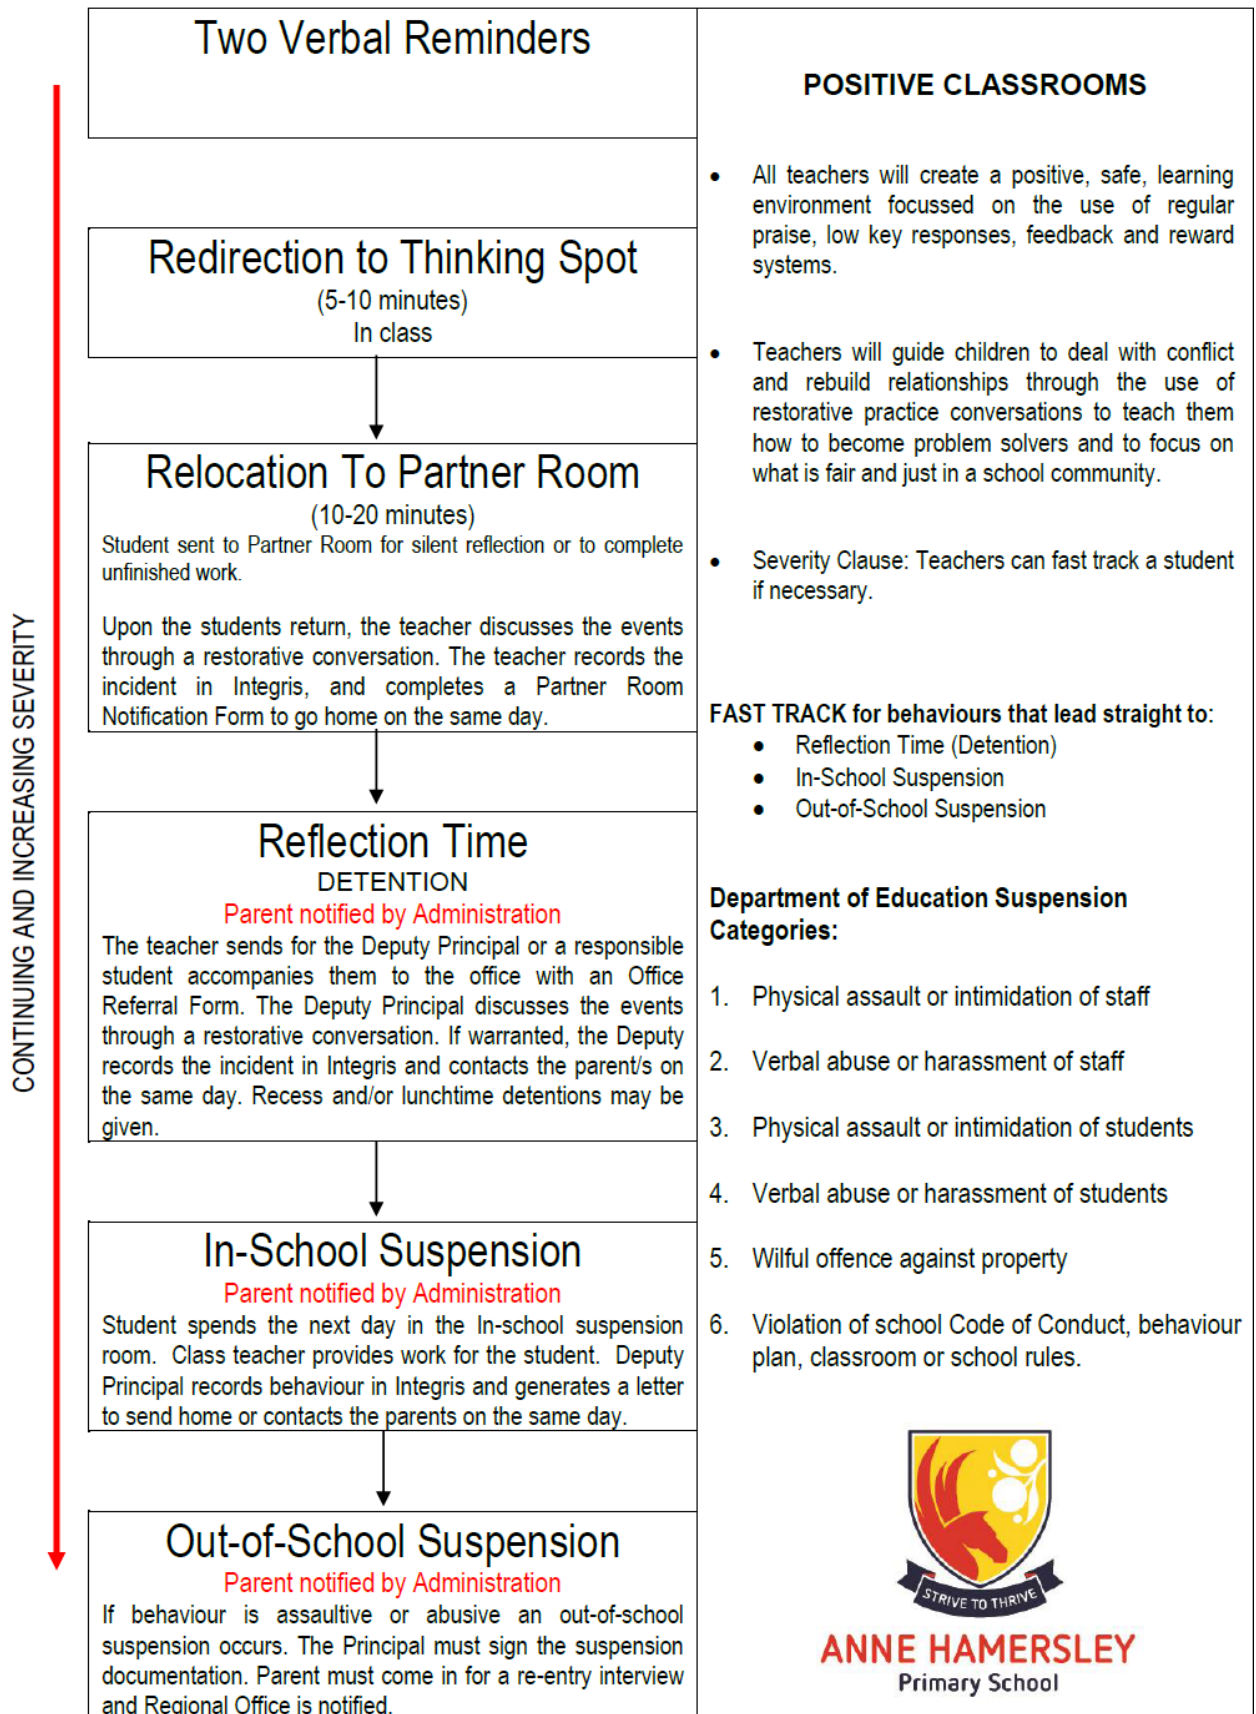 Two Verbal Reminders
Redirection to Thinking Spot
(5-10 minutes)
In class
Relocation To Partner Room
(10-20 minutes)
Student sent to Partner Room for silent reflection or to complete
unfinished work.
Upon the students return, the teacher discusses the events
through a restorative conversation. The teacher records the
incident in Integris, and completes a Partner Room
Notification Form to go home on the same day.
Reflection Time
DETENTION
Parent notified by Administration
The teacher sends for the Deputy Principal or a responsible
student accompanies them to the office with an Office
Referral Form. The Deputy Principal discusses the events
through a restorative conversation. If warranted, the Deputy
records the incident in Integris and contacts the parent/s on
the same day. Recess and/or lunchtime detentions may be
given.
In-School Suspension
Parent notified by Administration
Student spends the next day in the In-school suspension
room. Class teacher provides work for the student. Deputy
Principal records behaviour in Integris and generates a letter
to send home or contacts the parents on the same day.
Out-of-School Suspension
Parent notified by Administration
If behaviour is assaultive or abusive an out-of-school
suspension occurs. The Principal must sign the suspension
documentation. Parent must come in for a re-entry interview
and Regional Office is notified.
CONTINUING AND INCREASING SEVERITY
POSITIVE CLASSROOMS
• All teachers will create a positive, safe, learning
environment focussed on the use of regular
praise, low key responses, feedback and reward
systems.
• Teachers will guide children to deal with conflict
and rebuild relationships through the use of
restorative practice conversations to teach them
how to become problem solvers and to focus on
what is fair and just in a school community.
• Severity Clause: Teachers can fast track a student
if necessary.
FAST TRACK for behaviours that lead straight to:
• Reflection Time (Detention)
• In-School Suspension
• Out-of-School Suspension
Department of Education Suspension
Categories:
1. Physical assault or intimidation of staff
2. Verbal abuse or harassment of staff
3. Physical assault or intimidation of students
4. Verbal abuse or harassment of students
5. Wilful offence against property
6. Violation of school Code of Conduct, behaviour
plan, classroom or school rules.
STRIVE TO THRIVE
ANNE HAMERSLEY
Primary School